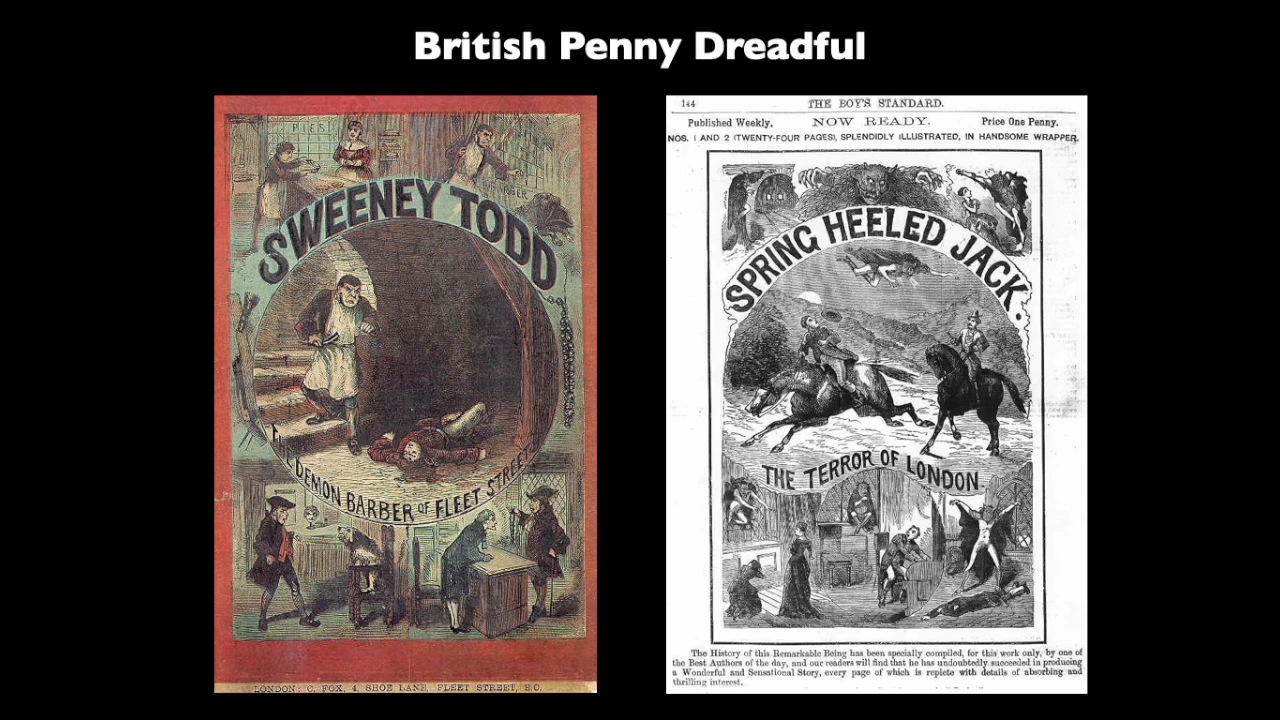 British Penny Dreadful
PIES
SWEENEY TODD
THE DEMON BARBER OF FLEET STREET
LONDON: C. FOX, 4, SHOE LANE, FLEET STREET, E.C.
144 THE BOY'S STANDARD.
Published Weekly. NOW READY. Price One Penny.
NOS. 1 AND 2 (TWENTY-FOUR PAGES), SPLENDIDLY ILLUSTRATED, IN HANDSOME WRAPPER.
SPRING HEELED JACK.
THE TERROR OF LONDON
The History of this Remarkable Being has been specially compiled, for this work only, by one of
the Best Authors of the day, and our readers will find that he has undoubtedly succeeded in producing
a Wonderful and Sensational Story, every page of which is replete with details of absorbing and
thrilling interest.